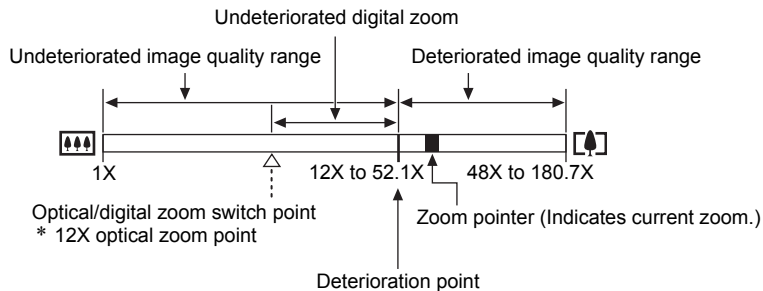 Undeteriorated digital zoom
Undeteriorated image quality range
Deteriorated image quality range
1X
12X to 52.1X
48X to 180.7X
Optical/digital zoom switch point
* 12X optical zoom point
Zoom pointer (Indicates current zoom.)
Deterioration point